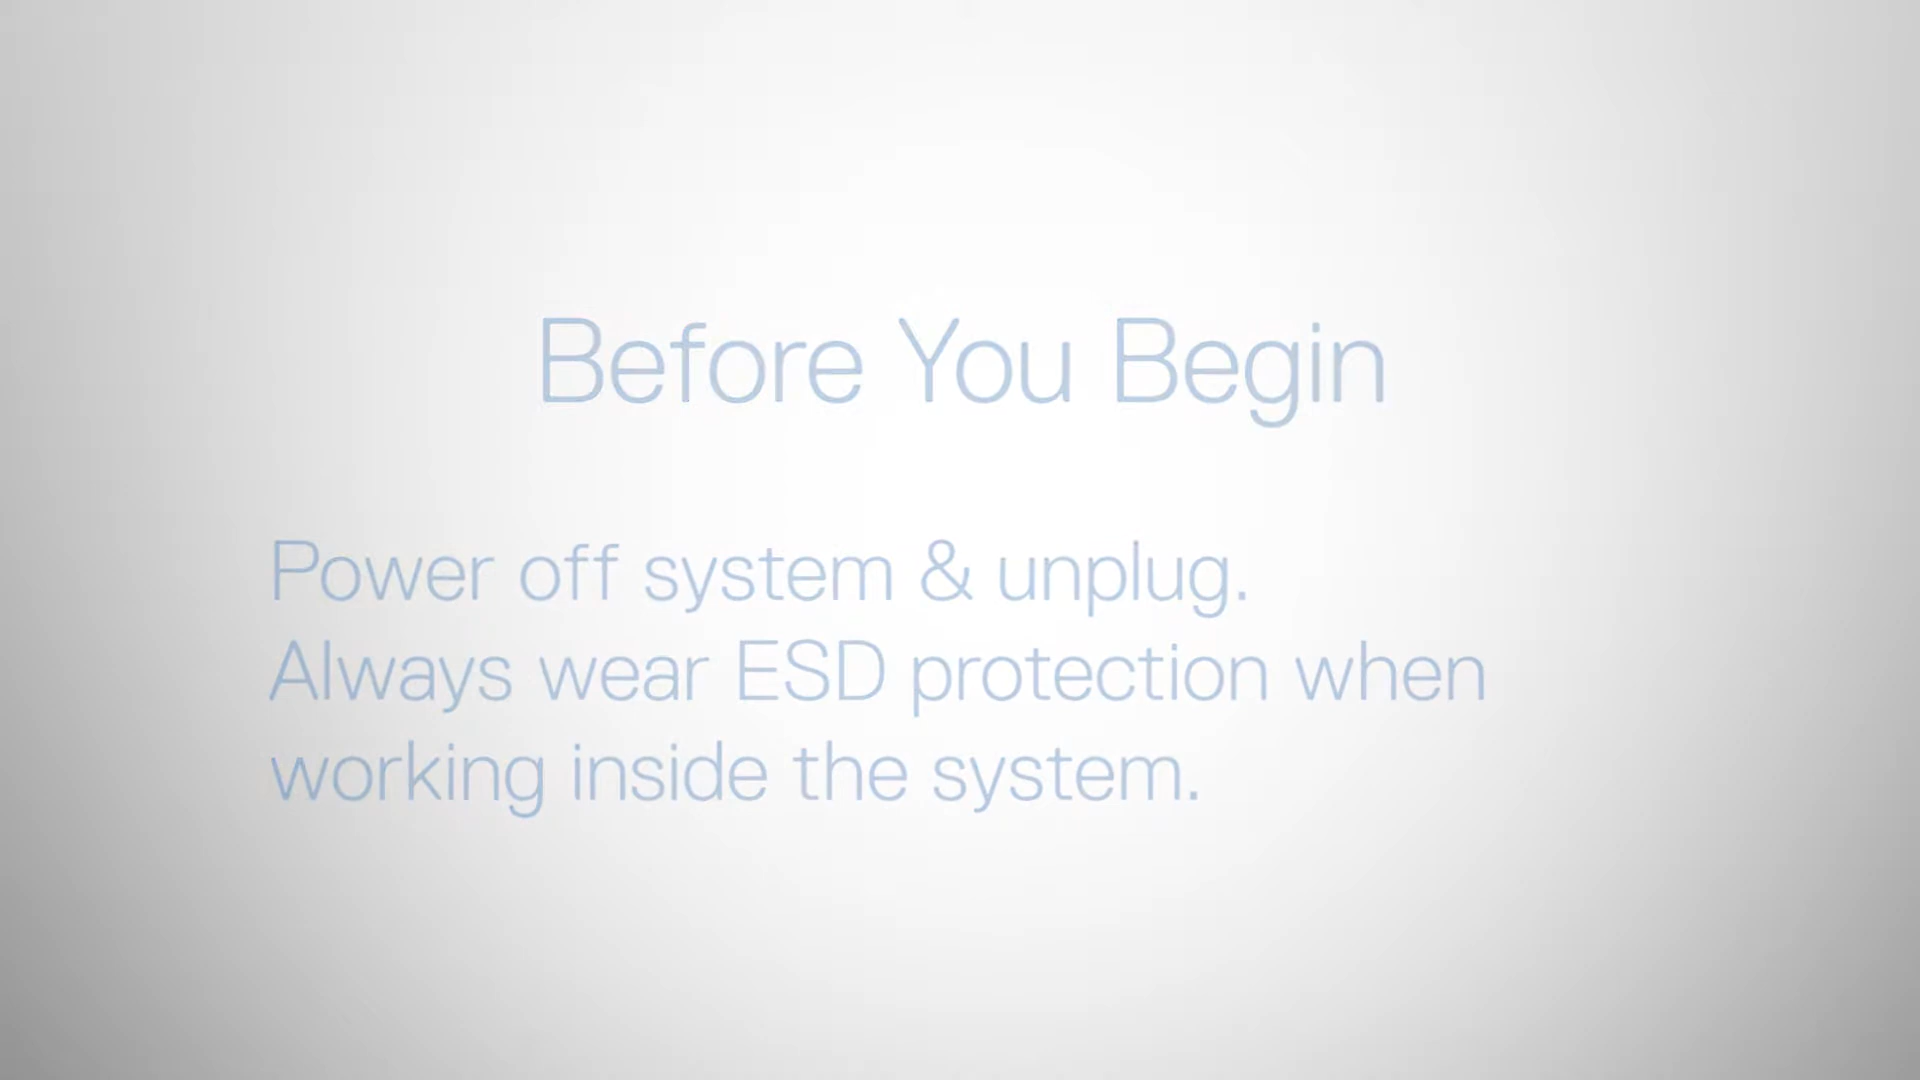 Before You Begin
Power off system & unplug.
Always wear ESD protection when
working inside the system.